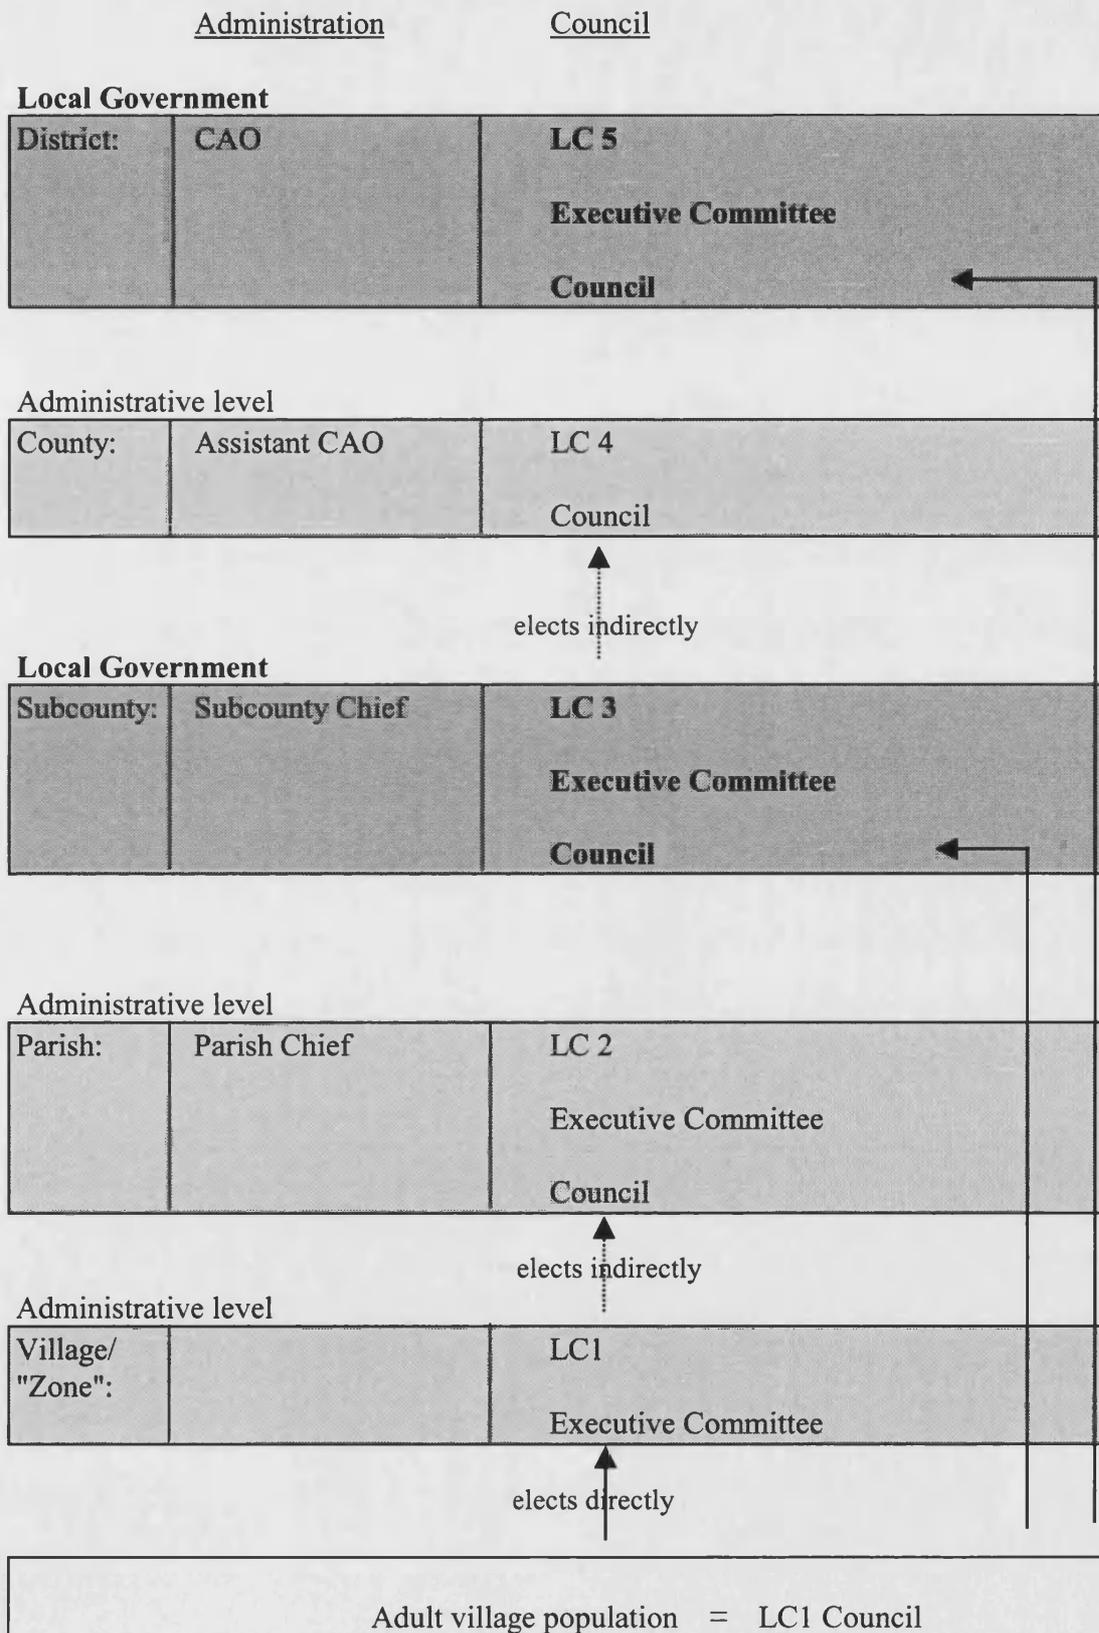 Administration Council
Local Government
District: CAO LC 5
Executive Committee
Council
Administrative level
County: Assistant CAO LC 4
Council
elects indirectly
Local Government
Subcounty: Subcounty Chief LC 3
Executive Committee
Council
Administrative level
Parish: Parish Chief LC 2
Executive Committee
Council
elects indirectly
Administrative level
Village/ LC1
"Zone":
Executive Committee
elects directly
Adult village population = LC1 Council